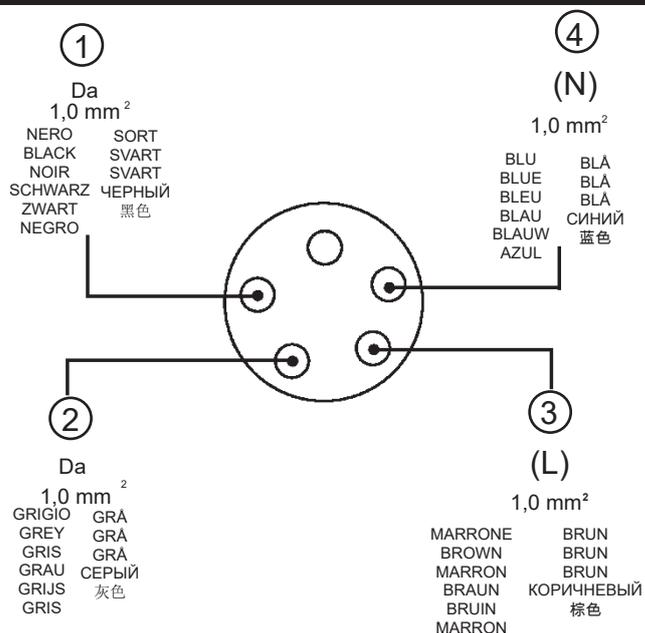 1
Da
1,0 mm²
NERO
BLACK
NOIR
SCHWARZ
ZWART
NEGRO
SORT
SVART
SVART
ЧЕРНЫЙ
黑色
4
(N)
1,0 mm²
BLU
BLUE
BLEU
BLAU
BLAUW
AZUL
BLÅ
BLÅ
BLÅ
СИНИЙ
蓝色
2
Da
1,0 mm²
GRIGIO
GREY
GRIS
GRAU
GRIJS
GRIS
GRÅ
GRÅ
GRÅ
СЕРЫЙ
灰色
3
(L)
1,0 mm²
MARRONE
BROWN
MARRON
BRAUN
BRUIN
MARRON
BRUN
BRUN
BRUN
КОРИЧНЕВЫЙ
棕色